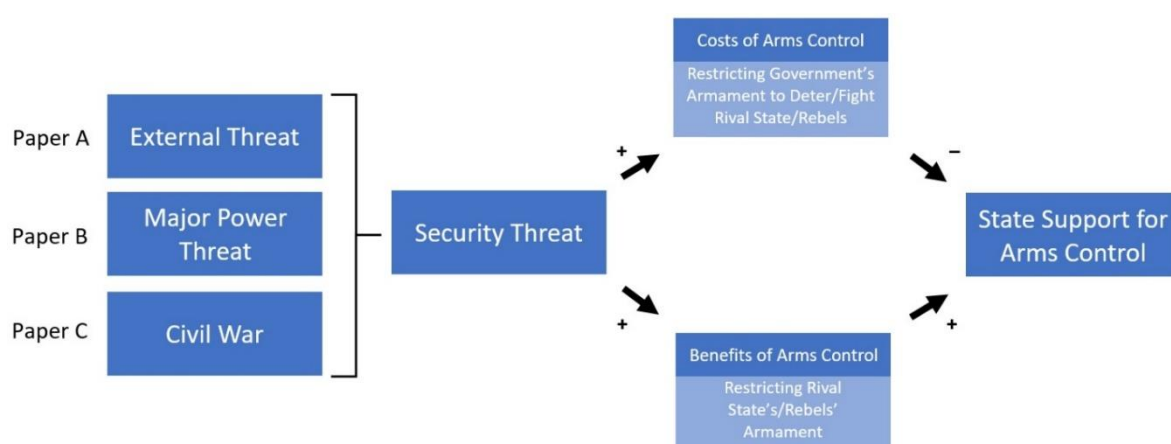 Paper A
External Threat
Paper B
Major Power
Threat
Paper C
Civil War
Security Threat
+
+
Costs of Arms Control
Restricting Government’s
Armament to Deter/Fight
Rival State/Rebels
Benefits of Arms Control
Restricting Rival
State’s/Rebels’
Armament
–
+
State Support for
Arms Control